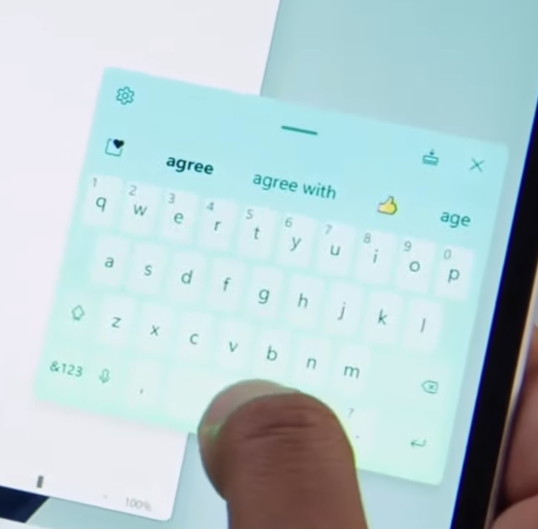 agree agree with 👍 age
1 2 3 4 5 6 7 8 9 0
q w e r t y u i o p
a s d f g h j k l
z x c v b n m
&123 , ? .
100%